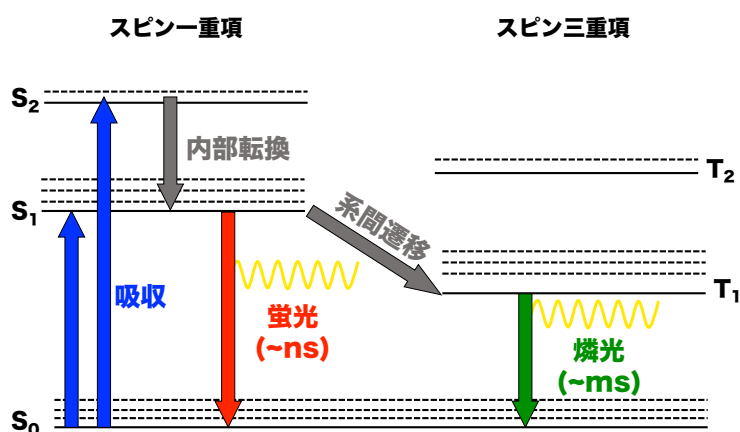 スピン一重項
スピン三重項
S2
内部転換
T2
S1
系間遷移
吸収
T1
蛍光
(~ns)
燐光
(~ms)
S0